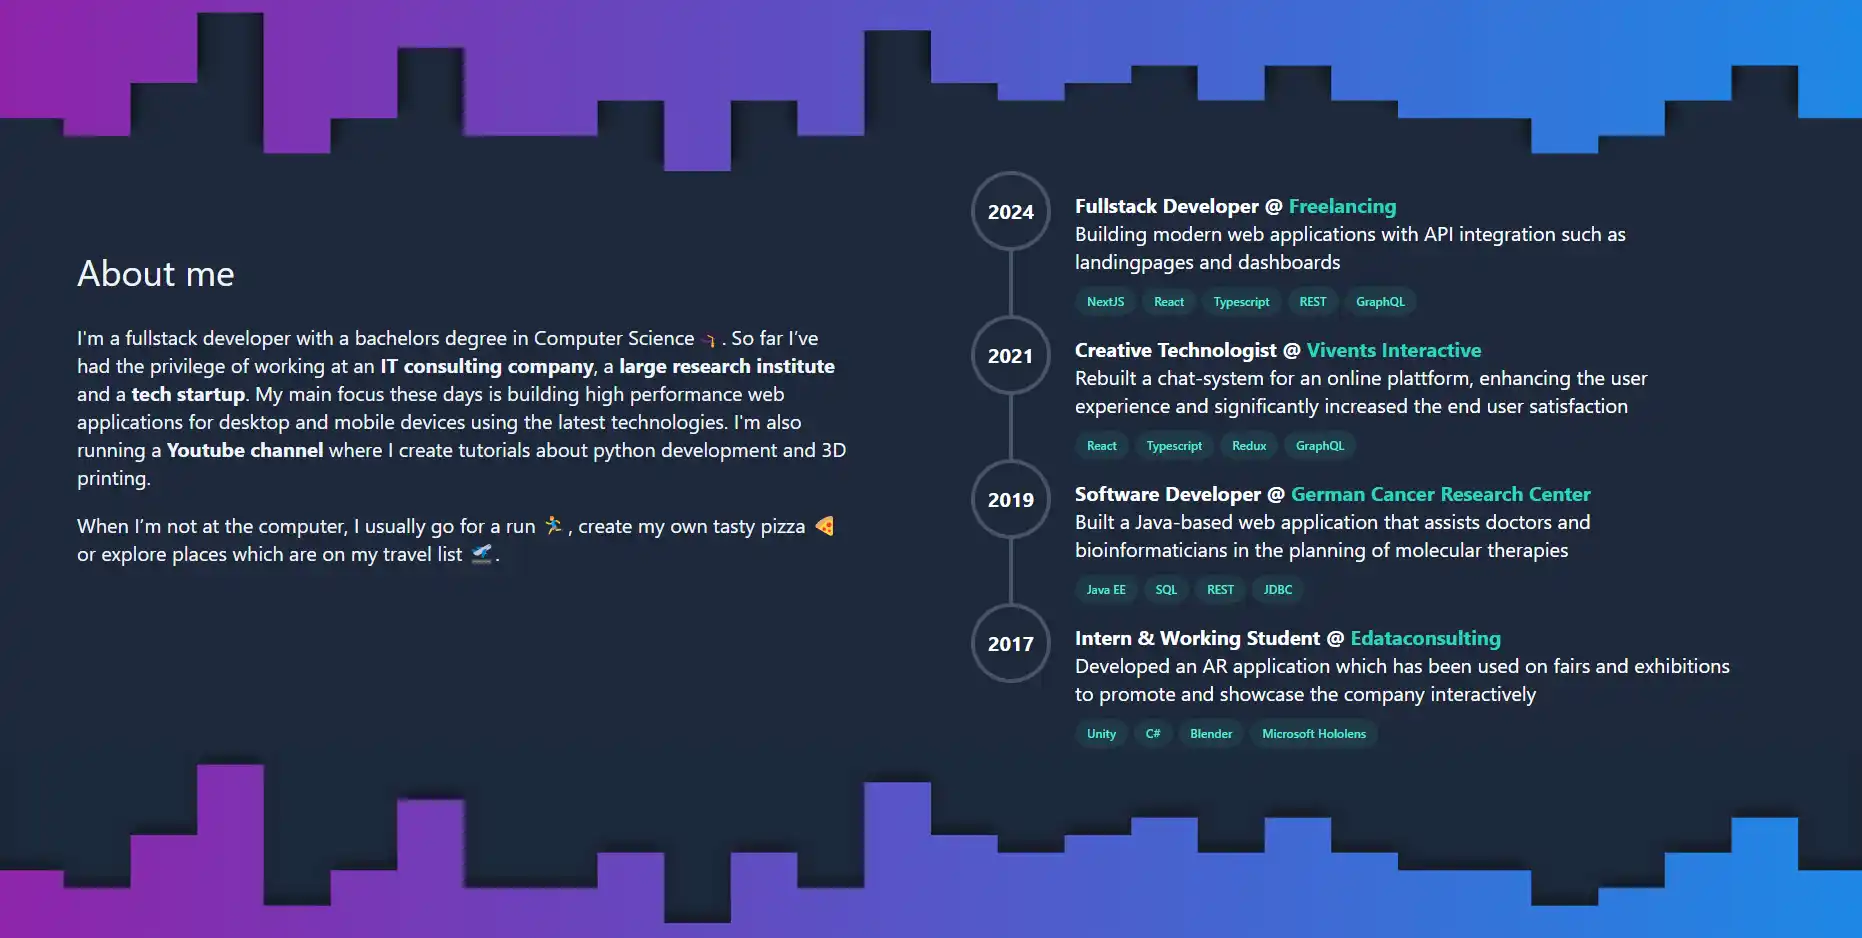 About me
I'm a fullstack developer with a bachelors degree in Computer Science 🎓. So far I’ve
had the privilege of working at an IT consulting company, a large research institute
and a tech startup. My main focus these days is building high performance web
applications for desktop and mobile devices using the latest technologies. I'm also
running a Youtube channel where I create tutorials about python development and 3D
printing.
When I’m not at the computer, I usually go for a run 🏃, create my own tasty pizza 🍕
or explore places which are on my travel list 🛫.
2024
Fullstack Developer @ Freelancing
Building modern web applications with API integration such as
landingpages and dashboards
NextJS React Typescript REST GraphQL
2021
Creative Technologist @ Vivents Interactive
Rebuilt a chat-system for an online plattform, enhancing the user
experience and significantly increased the end user satisfaction
React Typescript Redux GraphQL
2019
Software Developer @ German Cancer Research Center
Built a Java-based web application that assists doctors and
bioinformaticians in the planning of molecular therapies
Java EE SQL REST JDBC
2017
Intern & Working Student @ Edataconsulting
Developed an AR application which has been used on fairs and exhibitions
to promote and showcase the company interactively
Unity C# Blender Microsoft Hololens